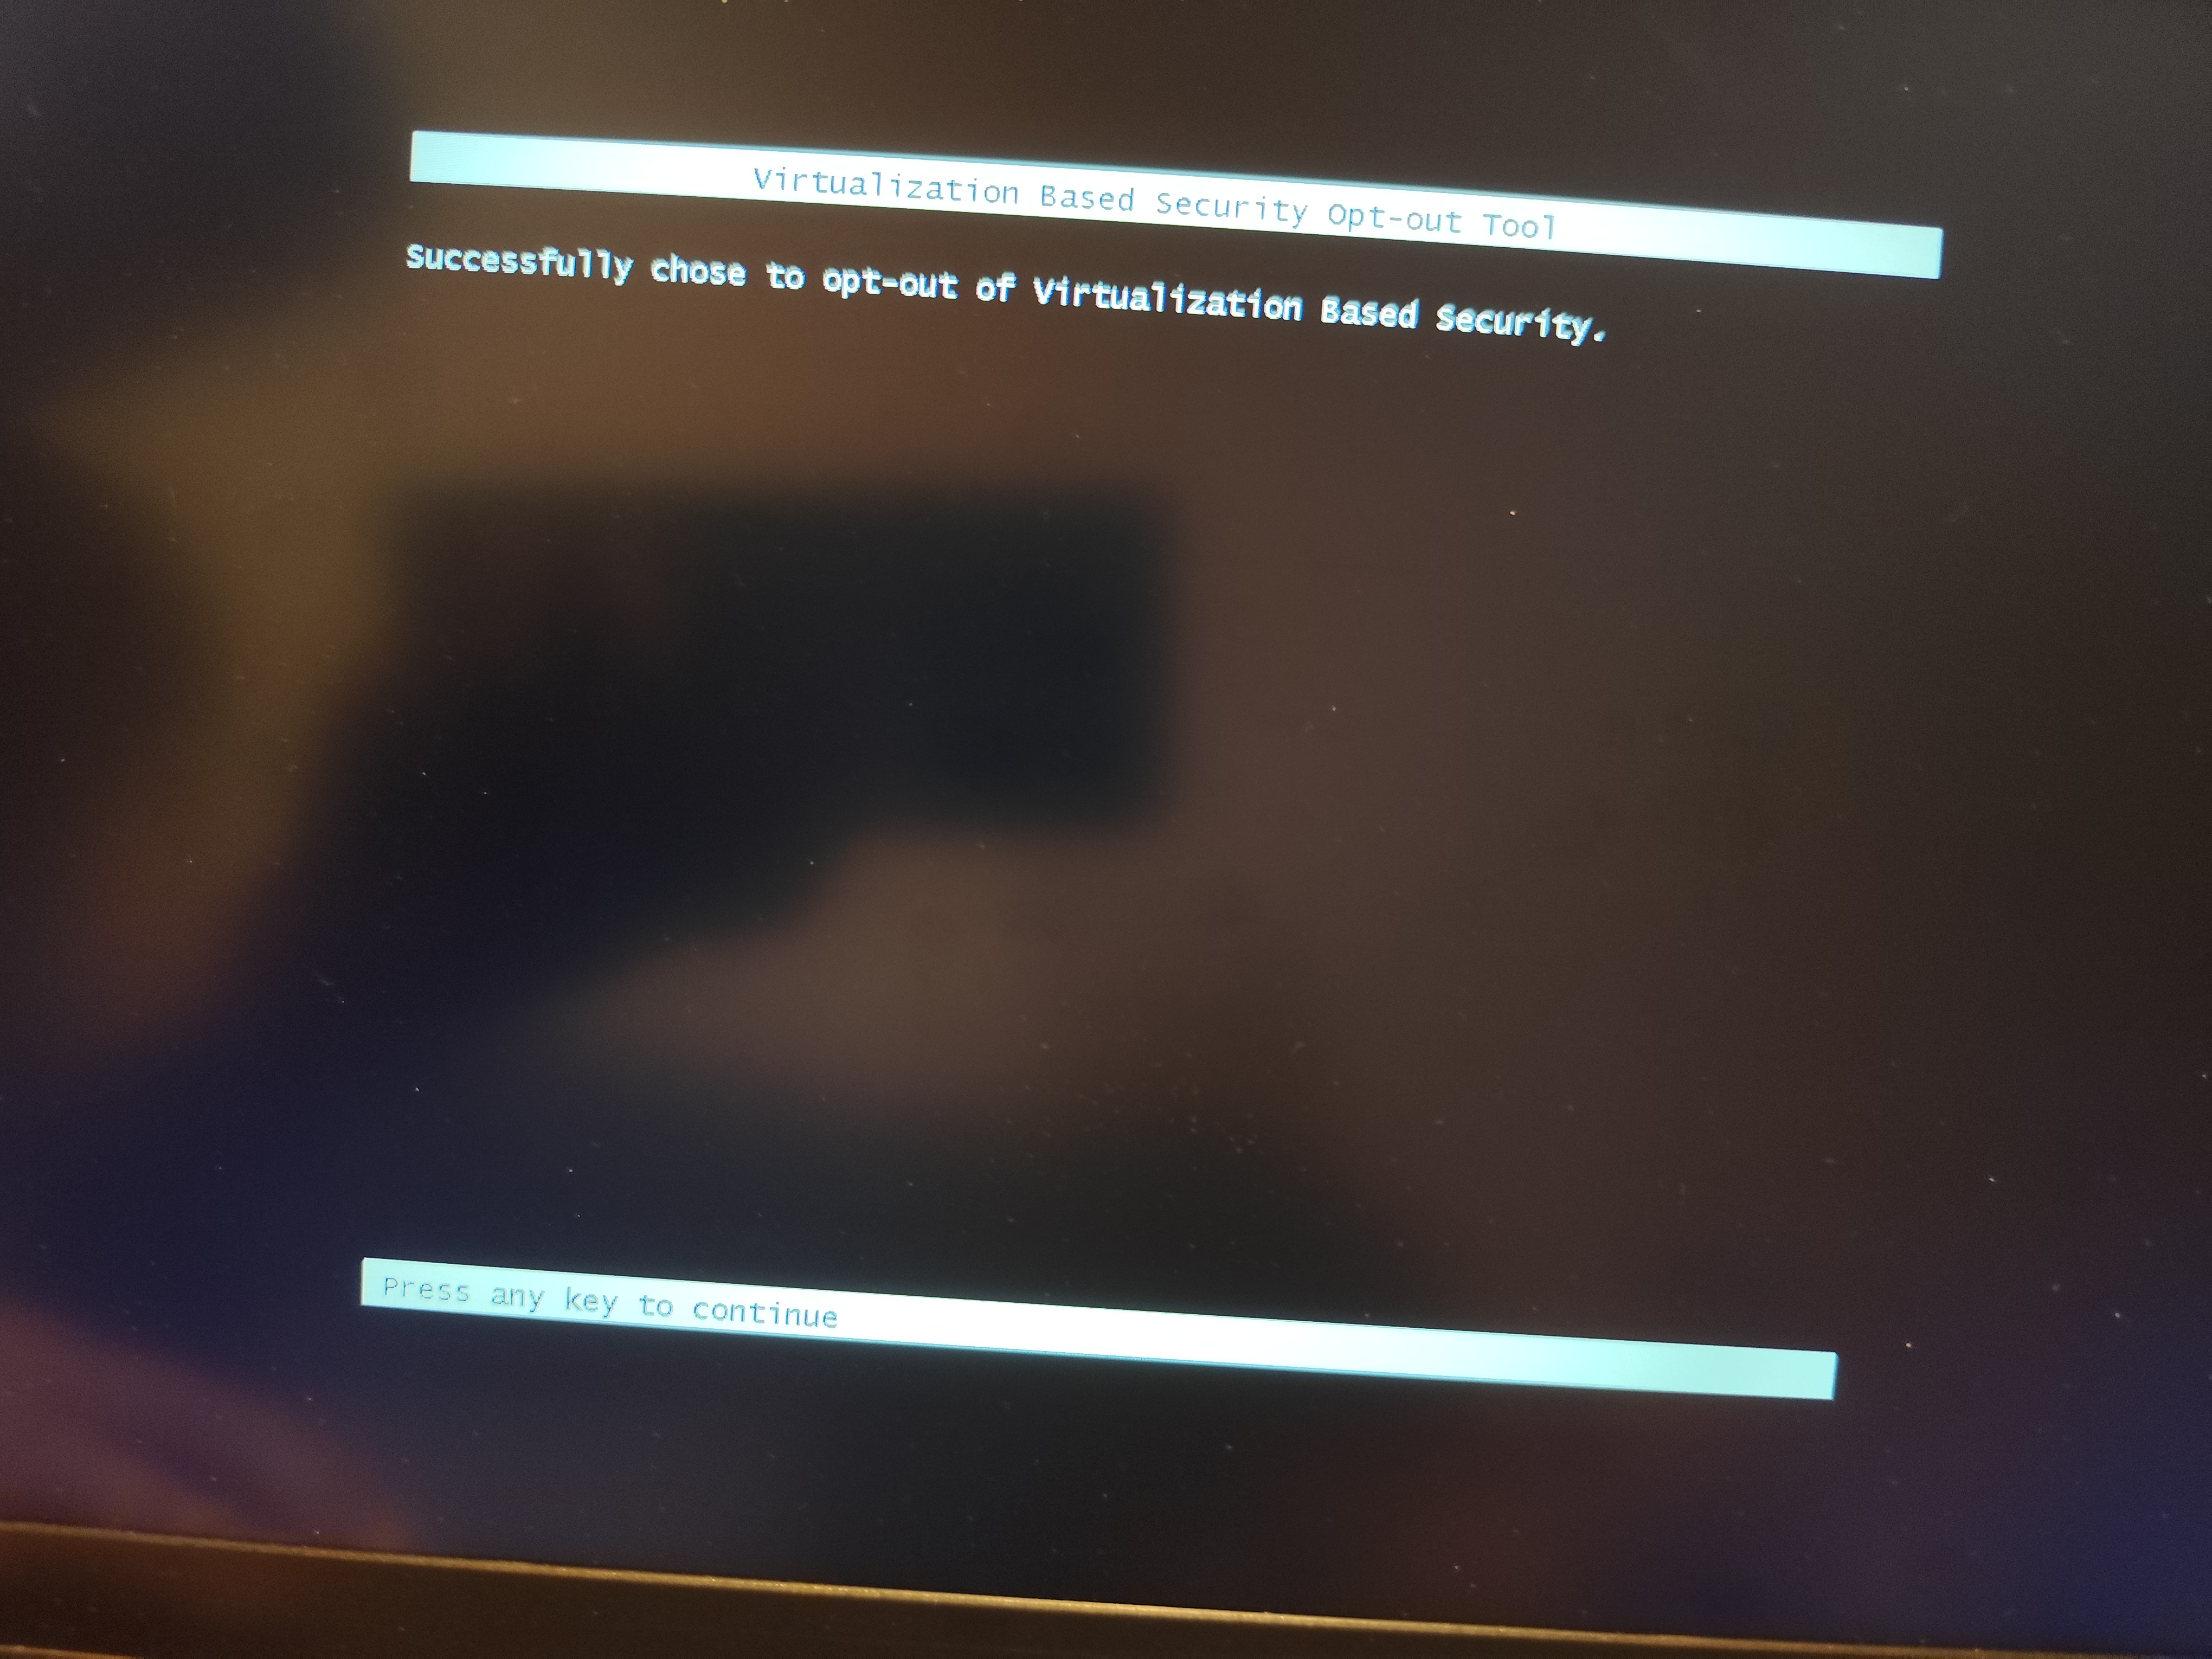 Virtualization Based Security Opt-out Tool
Successfully chose to opt-out of Virtualization Based Security.
Press any key to continue